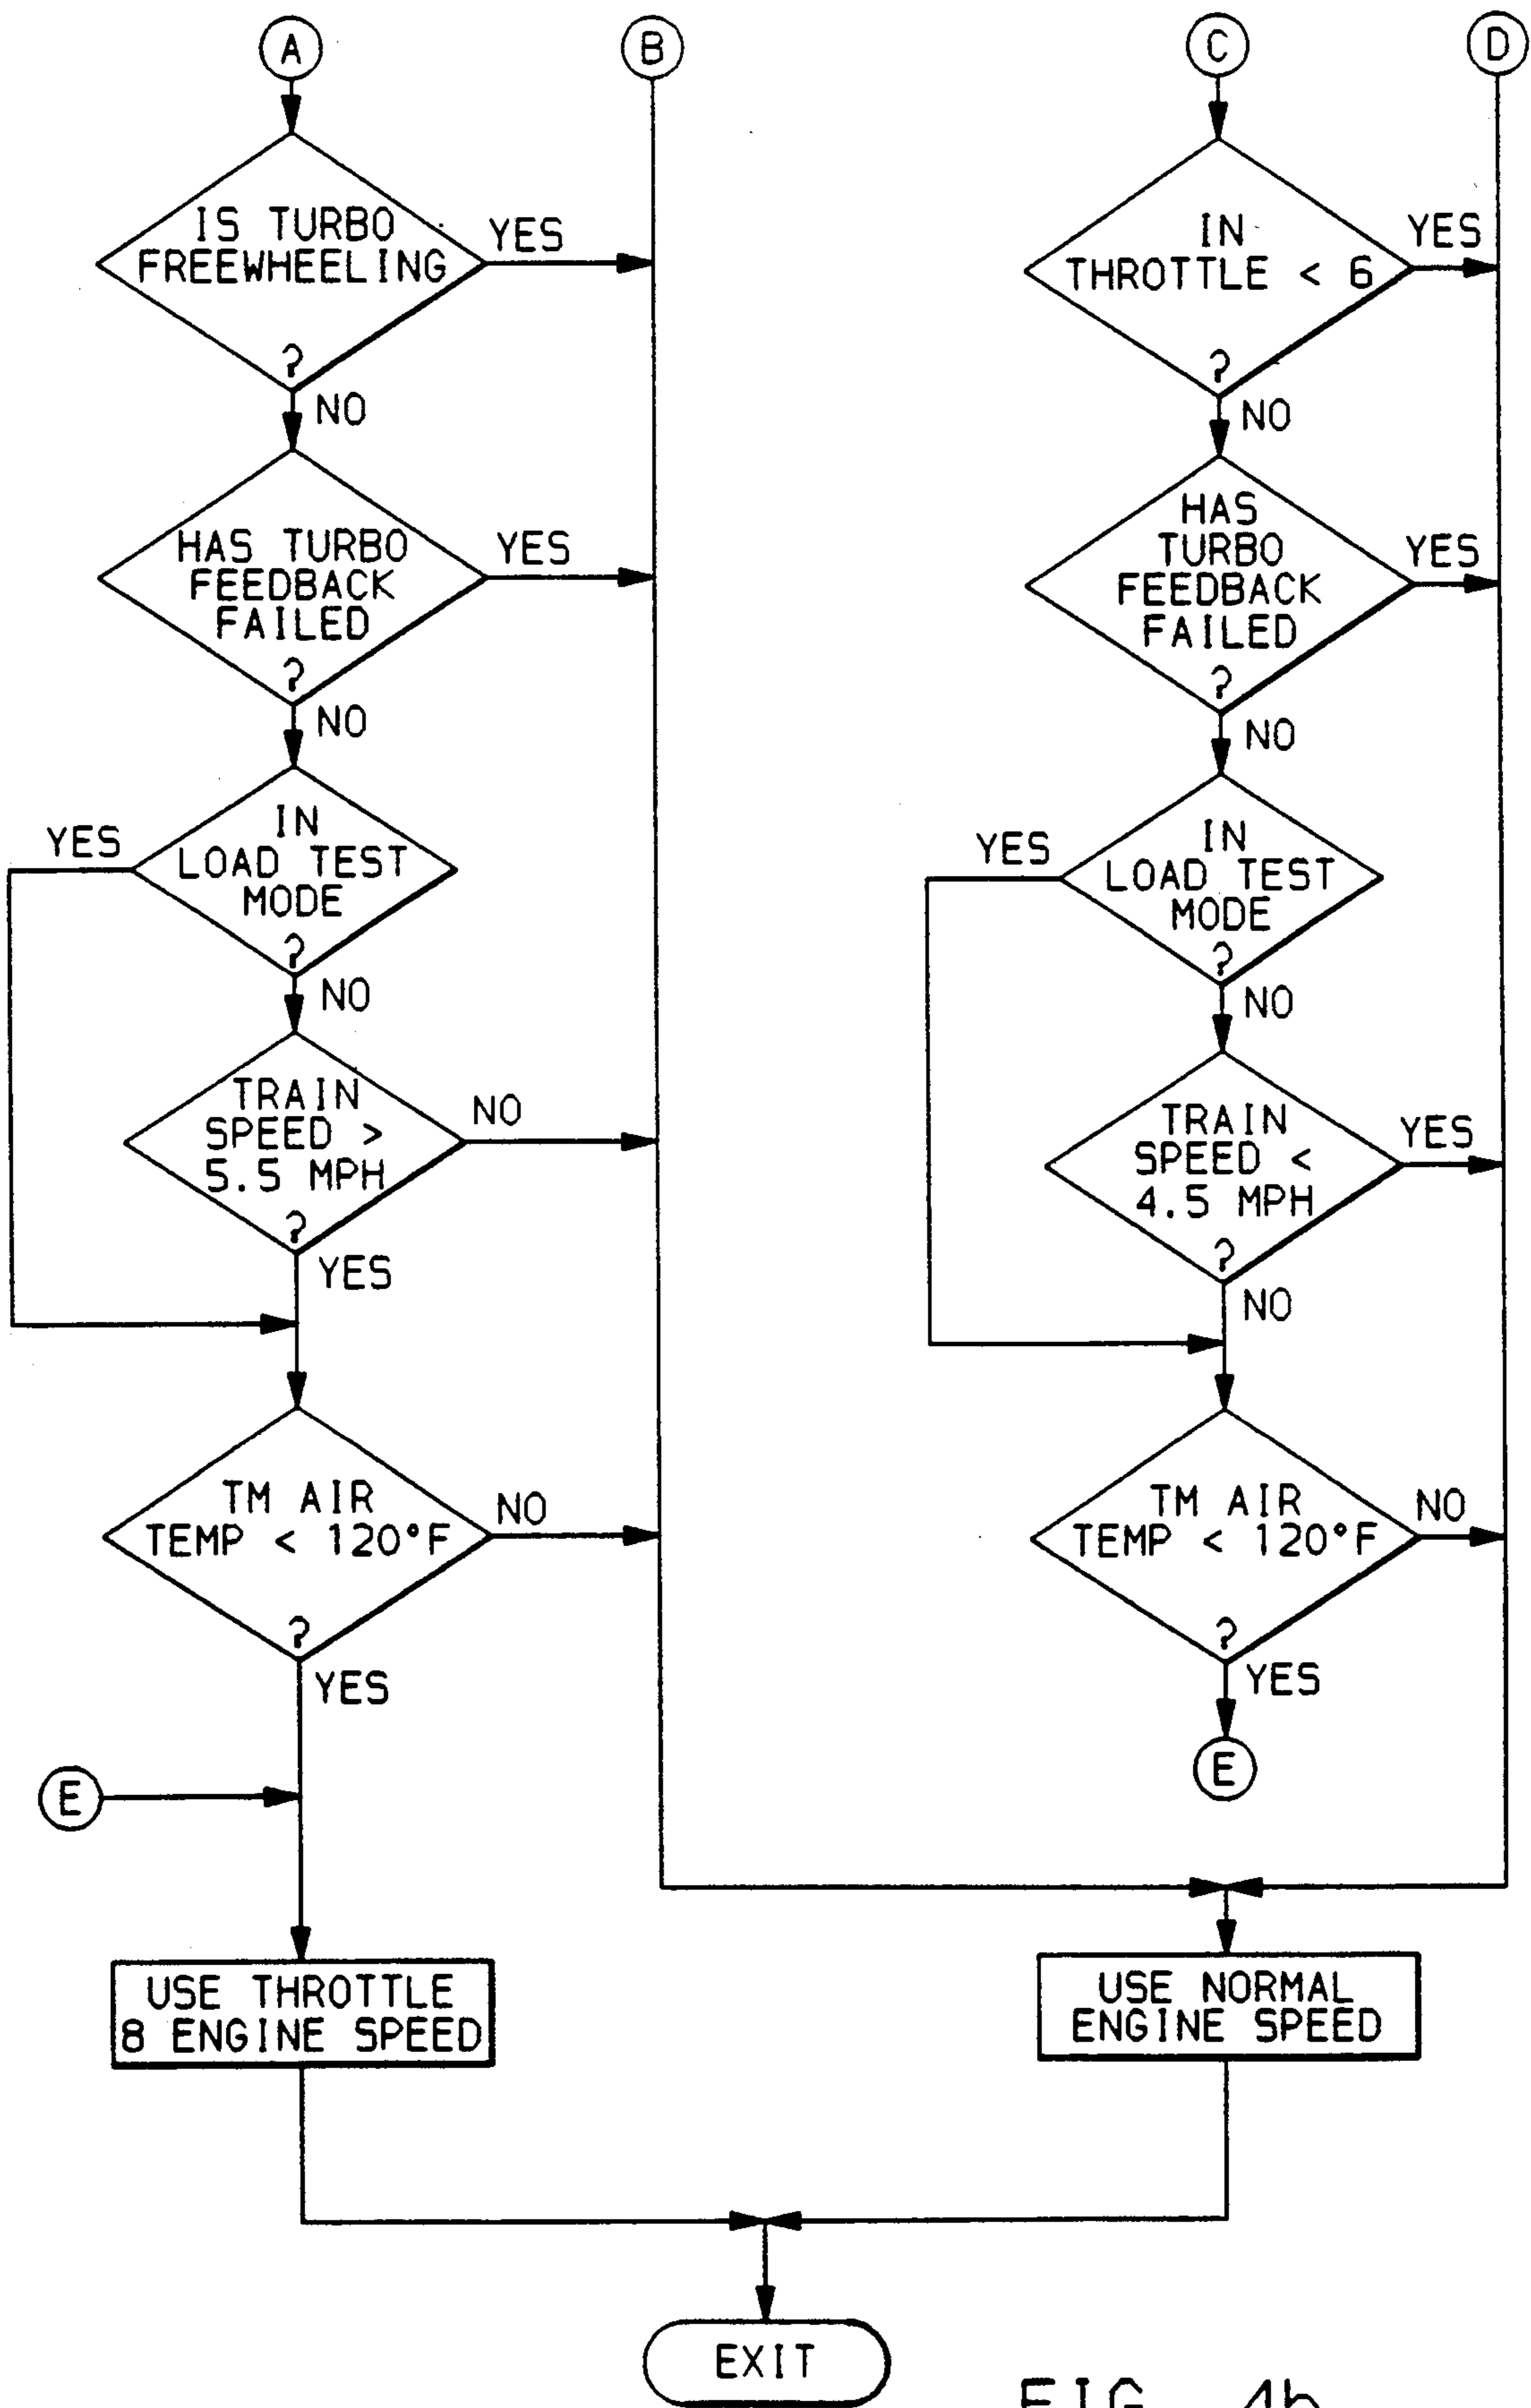 A
B
C
D
IS TURBO
FREEWHEELING
?
YES
NO
HAS TURBO
FEEDBACK
FAILED
?
YES
NO
IN
LOAD TEST
MODE
?
YES
NO
TRAIN
SPEED >
5.5 MPH
?
NO
YES
TM AIR
TEMP < 120°F
?
NO
YES
E
USE THROTTLE
8 ENGINE SPEED
IN
THROTTLE < 6
?
YES
NO
HAS
TURBO
FEEDBACK
FAILED
?
YES
NO
IN
LOAD TEST
MODE
?
YES
NO
TRAIN
SPEED <
4.5 MPH
?
YES
NO
TM AIR
TEMP < 120°F
?
NO
YES
E
USE NORMAL
ENGINE SPEED
EXIT
FIG. 4b